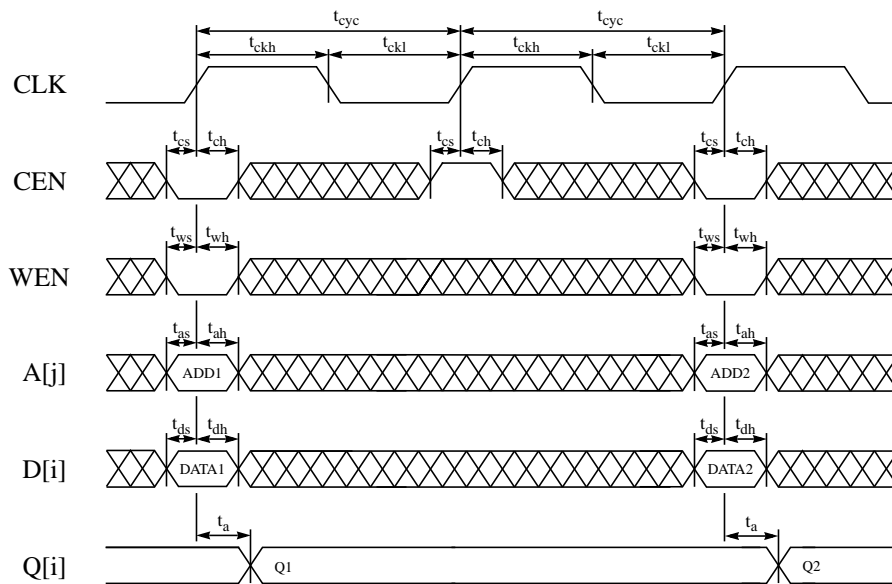 tcyc tcyc
tckh tckl tckh tckl
CLK
tcs tch tcs tch tcs tch
CEN
tws twh tws twh
WEN
tas tah tas tah
A[j] ADD1 ADD2
tds tdh tds tdh
D[i] DATA1 DATA2
ta ta
Q[i] Q1 Q2